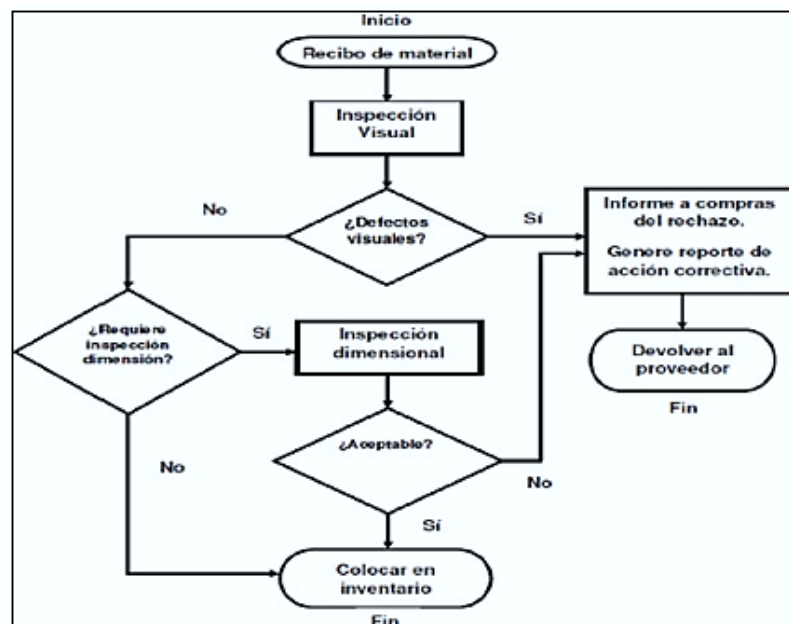 Inicio
Recibo de material
Inspección
Visual
¿Defectos
visuales?
No
Sí
Informe a compras
del rechazo.
Genere reporte de
acción correctiva.
¿Requiere
inspección
dimensión?
Sí
Inspección
dimensional
Devolver al
proveedor
Fin
¿Aceptable?
No
No
Sí
Colocar en
inventario
Fin